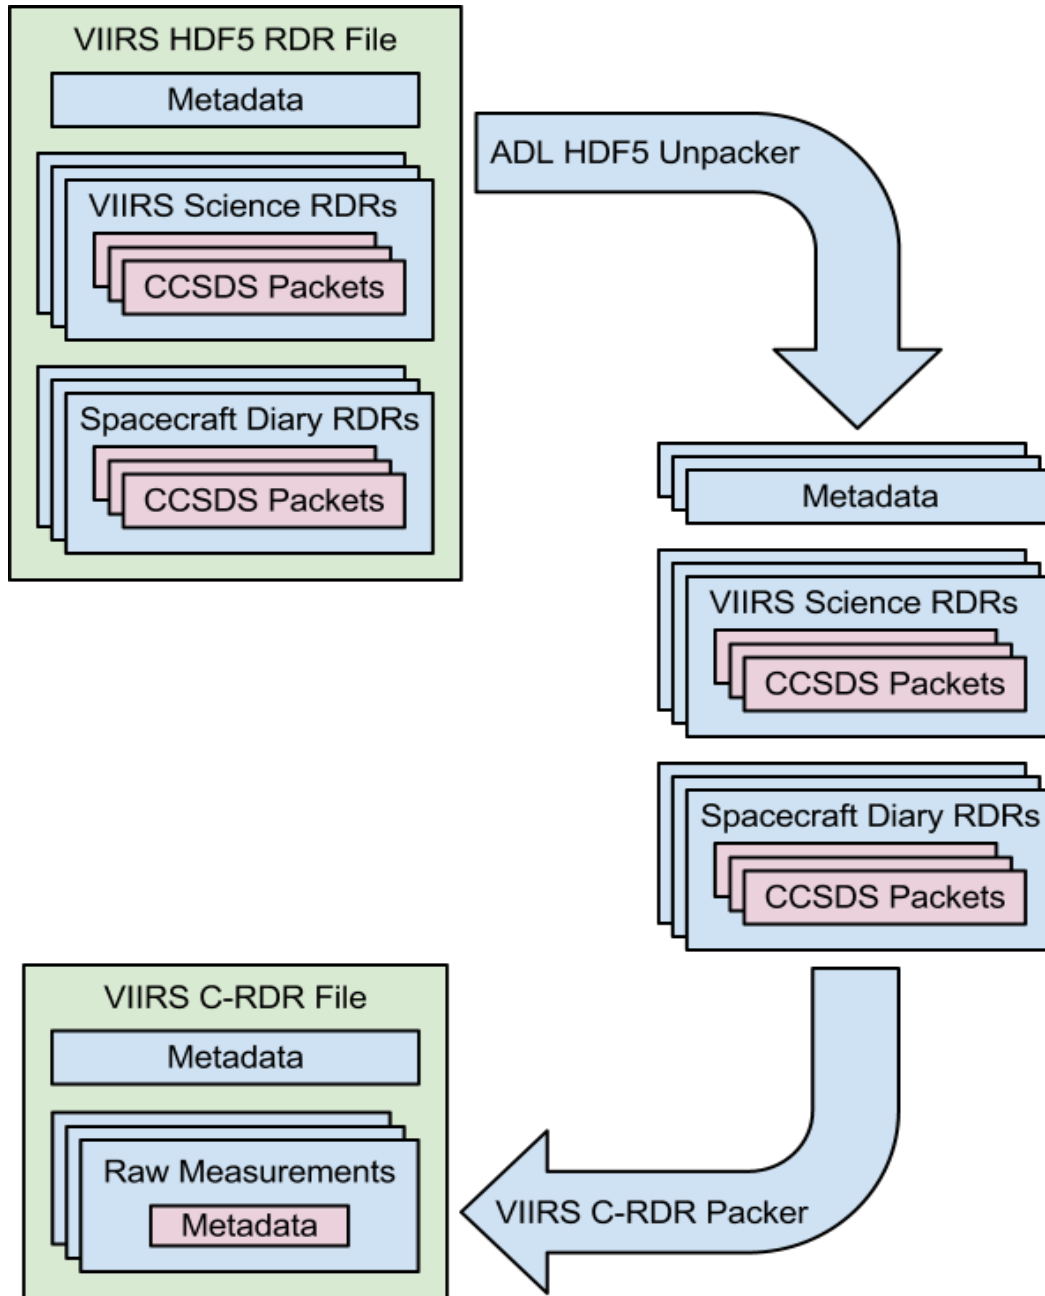 VIIRS HDF5 RDR File
Metadata
VIIRS Science RDRs
CCSDS Packets
Spacecraft Diary RDRs
CCSDS Packets
ADL HDF5 Unpacker
Metadata
VIIRS Science RDRs
CCSDS Packets
Spacecraft Diary RDRs
CCSDS Packets
VIIRS C-RDR Packer
VIIRS C-RDR File
Metadata
Raw Measurements
Metadata